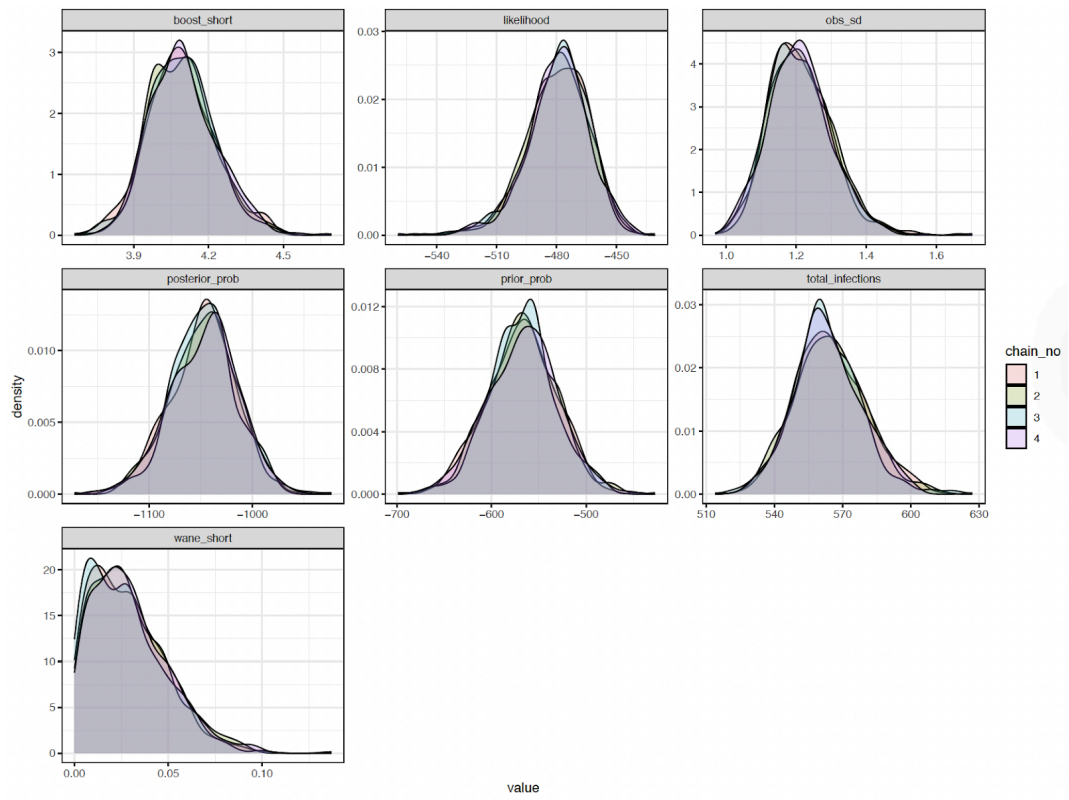 boost_short
likelihood
obs_sd
3
2
1
0
3.9 4.2 4.5
0.03
0.02
0.01
0.00
−540 −510 −480 −450
4
3
2
1
0
1.0 1.2 1.4 1.6
posterior_prob
prior_prob
total_infections
density
0.010
0.005
0.000
−1100 −1000
0.012
0.008
0.004
0.000
−700 −600 −500
0.03
0.02
0.01
0.00
510 540 570 600 630
chain_no
1
2
3
4
wane_short
20
15
10
5
0
0.00 0.05 0.10
value